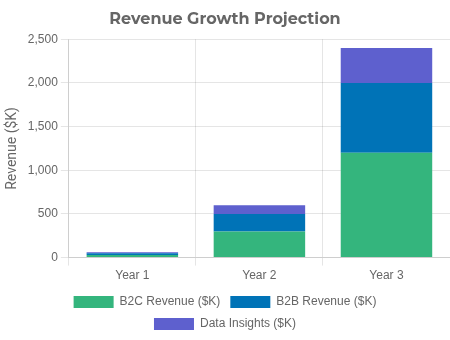 Revenue Growth Projection
2,500
2,000
1,500
1,000
500
0
Revenue ($K)
Year 1 Year 2 Year 3
B2C Revenue ($K) B2B Revenue ($K)
Data Insights ($K)